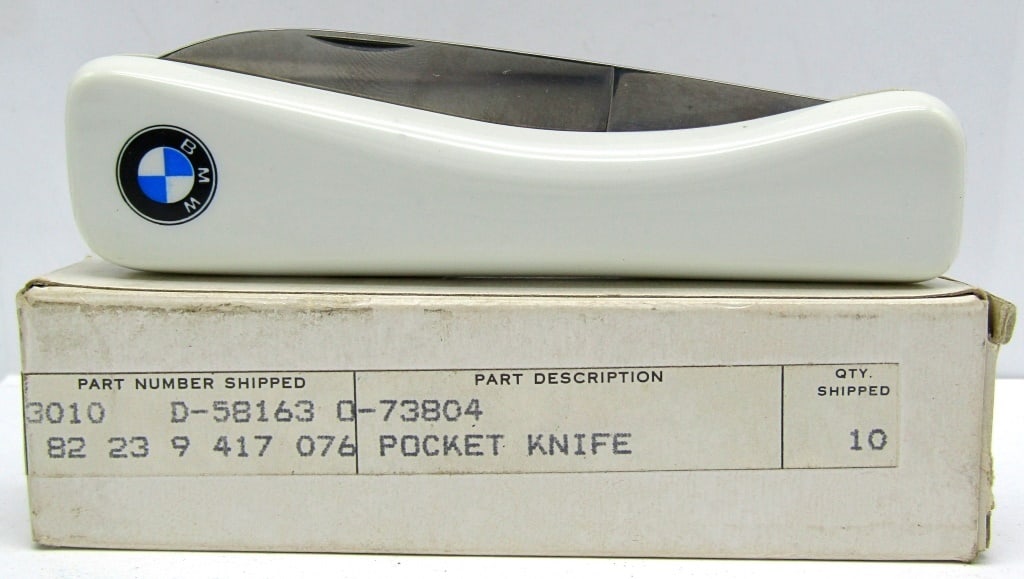 BMW
PART NUMBER SHIPPED PART DESCRIPTION QTY. SHIPPED
3010 D-58163 0-73804
82 23 9 417 076 POCKET KNIFE 10